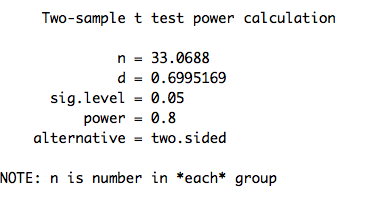 Two-sample t test power calculation
n = 33.0688
d = 0.6995169
sig.level = 0.05
power = 0.8
alternative = two.sided
NOTE: n is number in *each* group